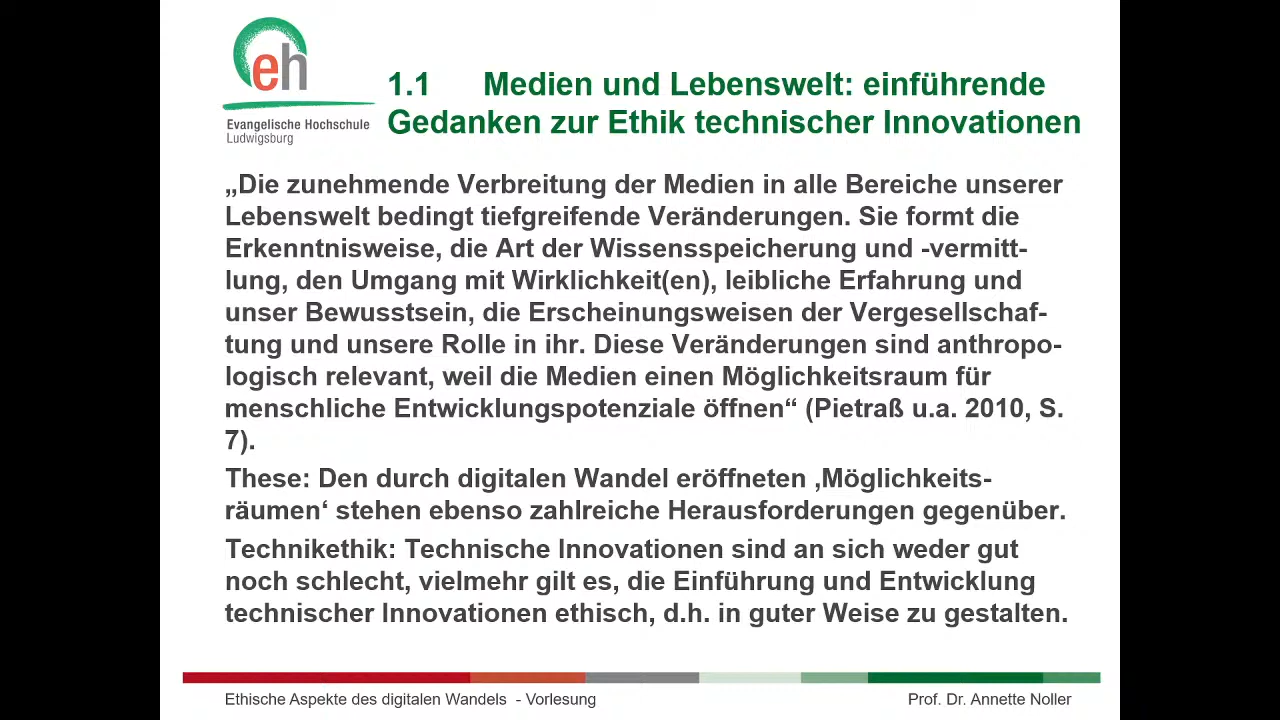 eh
Evangelische Hochschule
Ludwigsburg
1.1 Medien und Lebenswelt: einführende
Gedanken zur Ethik technischer Innovationen
„Die zunehmende Verbreitung der Medien in alle Bereiche unserer
Lebenswelt bedingt tiefgreifende Veränderungen. Sie formt die
Erkenntnisweise, die Art der Wissensspeicherung und -vermitt-
lung, den Umgang mit Wirklichkeit(en), leibliche Erfahrung und
unser Bewusstsein, die Erscheinungsweisen der Vergesellschaf-
tung und unsere Rolle in ihr. Diese Veränderungen sind anthropo-
logisch relevant, weil die Medien einen Möglichkeitsraum für
menschliche Entwicklungspotenziale öffnen“ (Pietraß u.a. 2010, S.
7).
These: Den durch digitalen Wandel eröffneten ‚Möglichkeits-
räumen‘ stehen ebenso zahlreiche Herausforderungen gegenüber.
Technikethik: Technische Innovationen sind an sich weder gut
noch schlecht, vielmehr gilt es, die Einführung und Entwicklung
technischer Innovationen ethisch, d.h. in guter Weise zu gestalten.
Ethische Aspekte des digitalen Wandels - Vorlesung
Prof. Dr. Annette Noller